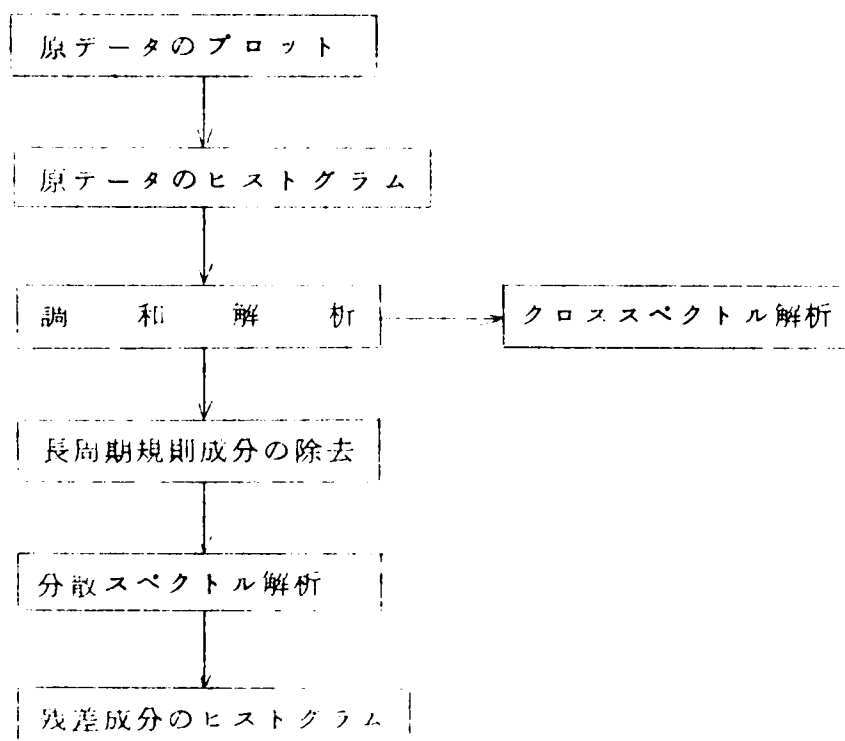 原データのプロット
原データのヒストグラム
調和解析
クロススペクトル解析
長周期規則成分の除去
分散スペクトル解析
残差成分のヒストグラム